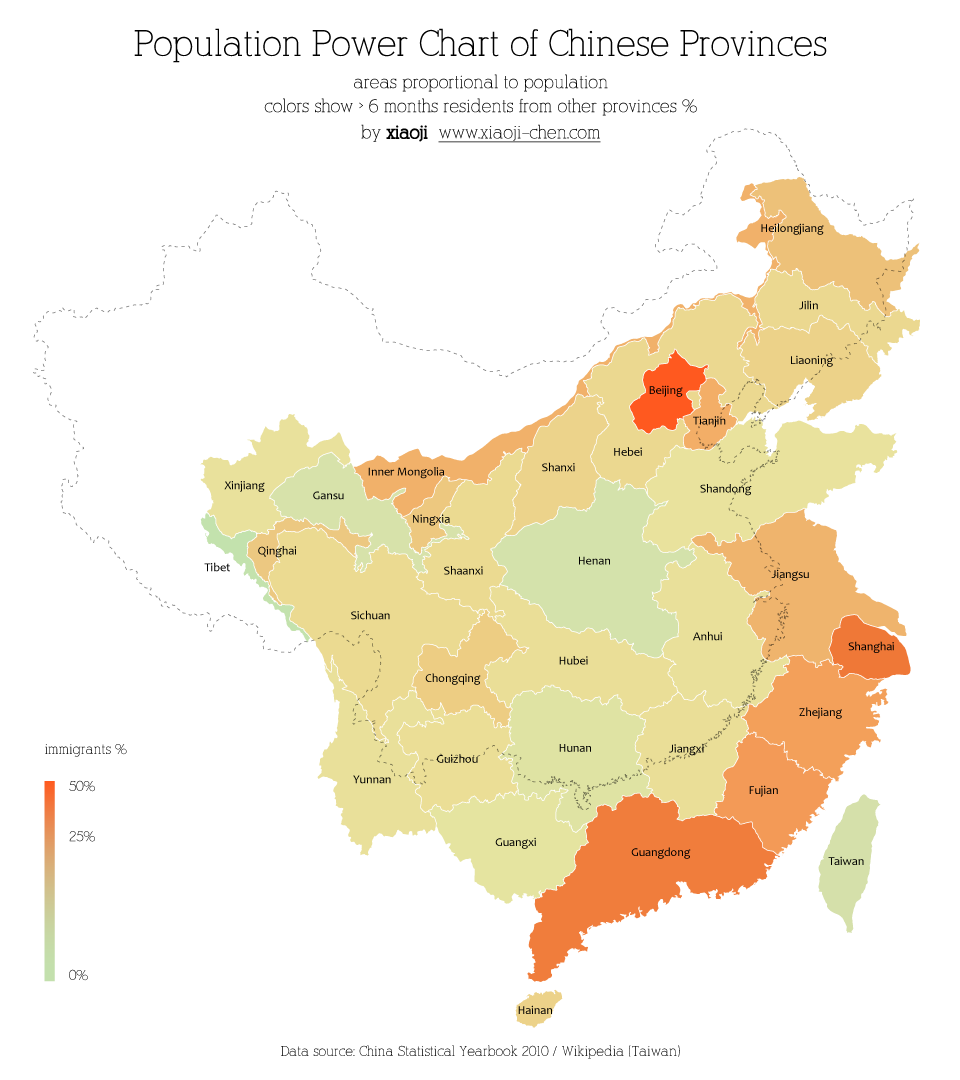 Population Power Chart of Chinese Provinces
areas proportional to population
colors show > 6 months residents from other provinces %
by xiaoji www.xiaoji-chen.com
Heilongjiang
Jilin
Liaoning
Beijing
Tianjin
Hebei
Shanxi
Inner Mongolia
Xinjiang
Gansu
Shandong
Ningxia
Qinghai
Tibet
Shaanxi
Henan
Jiangsu
Sichuan
Anhui
Shanghai
Hubei
Chongqing
Zhejiang
Hunan
Jiangxi
Guizhou
Yunnan
Fujian
Guangxi
Guangdong
Taiwan
Hainan
immigrants %
50%
25%
0%
Data source: China Statistical Yearbook 2010 / Wikipedia (Taiwan)